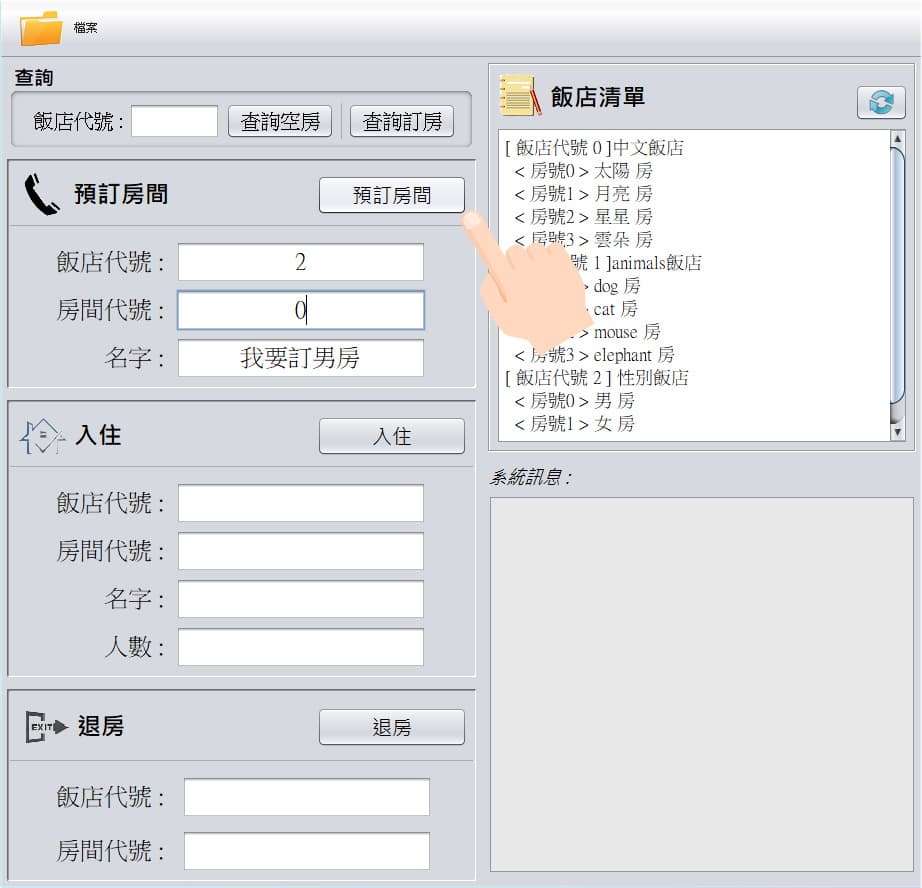 檔案
查詢
飯店代號 :
查詢空房
查詢訂房
預訂房間
預訂房間
飯店代號 : 2
房間代號 : 0
名字 : 我要訂男房
入住
入住
飯店代號 :
房間代號 :
名字 :
人數 :
EXIT
退房
退房
飯店代號 :
房間代號 :
飯店清單
[ 飯店代號 0 ]中文飯店
< 房號0 > 太陽 房
< 房號1 > 月亮 房
< 房號2 > 星星 房
< 房號3 > 雲朵 房
號 1 ]animals飯店
> dog 房
> cat 房
> mouse 房
< 房號3 > elephant 房
[ 飯店代號 2 ] 性別飯店
< 房號0 > 男 房
< 房號1 > 女 房
系統訊息 :